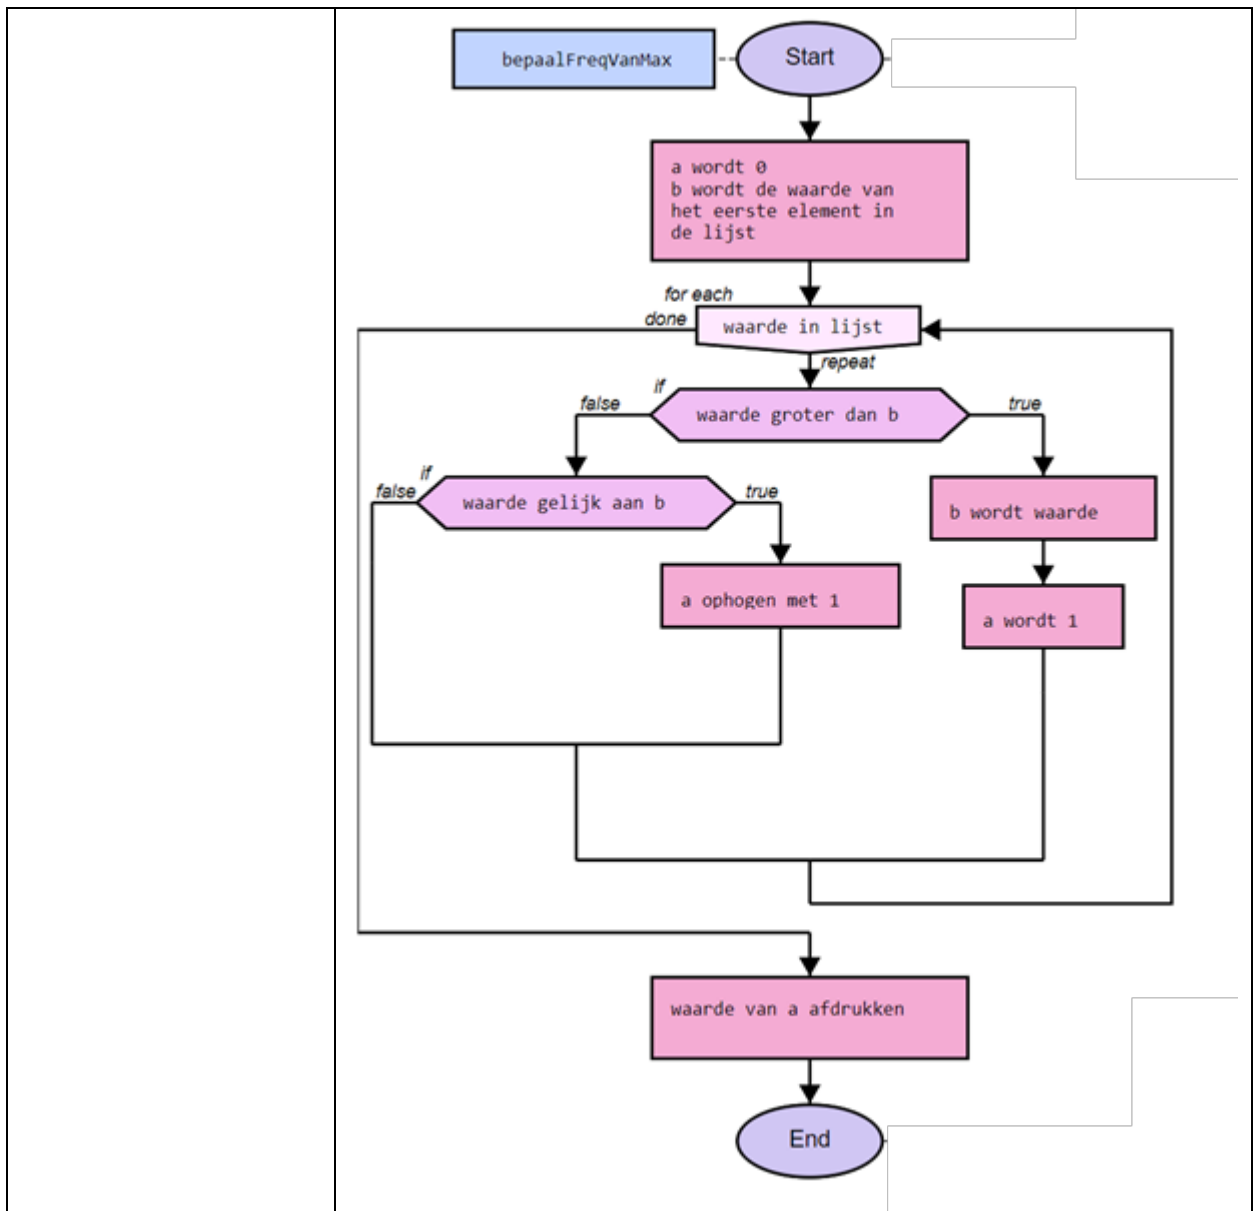 bepaalFreqVanMax
Start
a wordt 0
b wordt de waarde van
het eerste element in
de lijst
for each
done
waarde in lijst
repeat
if
false
waarde groter dan b
true
if
false
waarde gelijk aan b
true
b wordt waarde
a ophogen met 1
a wordt 1
waarde van a afdrukken
End